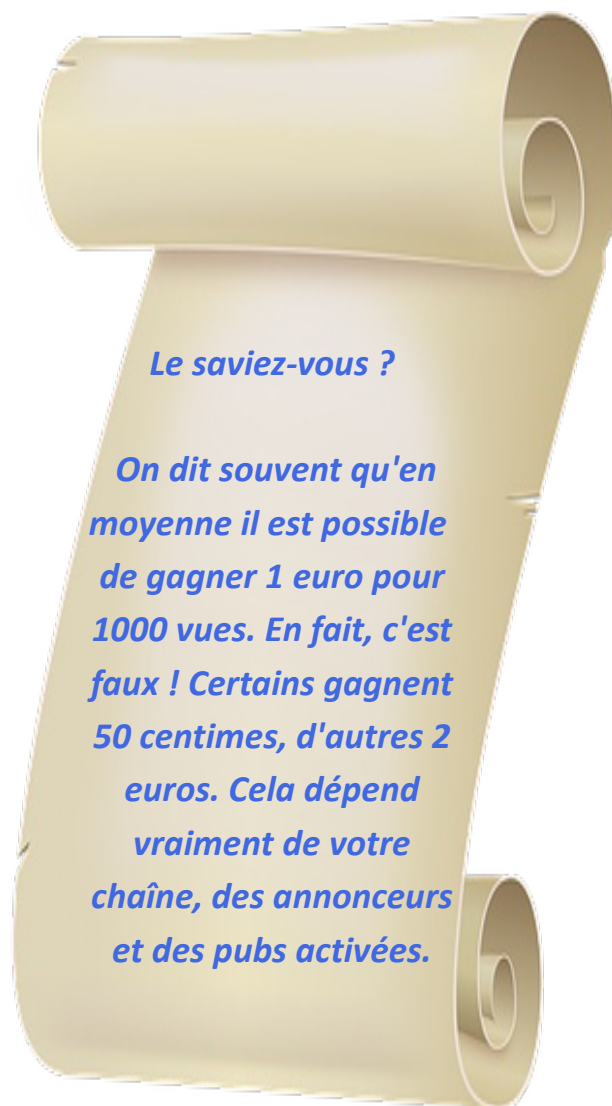 Le saviez-vous ?
On dit souvent qu'en
moyenne il est possible
de gagner 1 euro pour
1000 vues. En fait, c'est
faux ! Certains gagnent
50 centimes, d'autres 2
euros. Cela dépend
vraiment de votre
chaîne, des annonceurs
et des pubs activées.